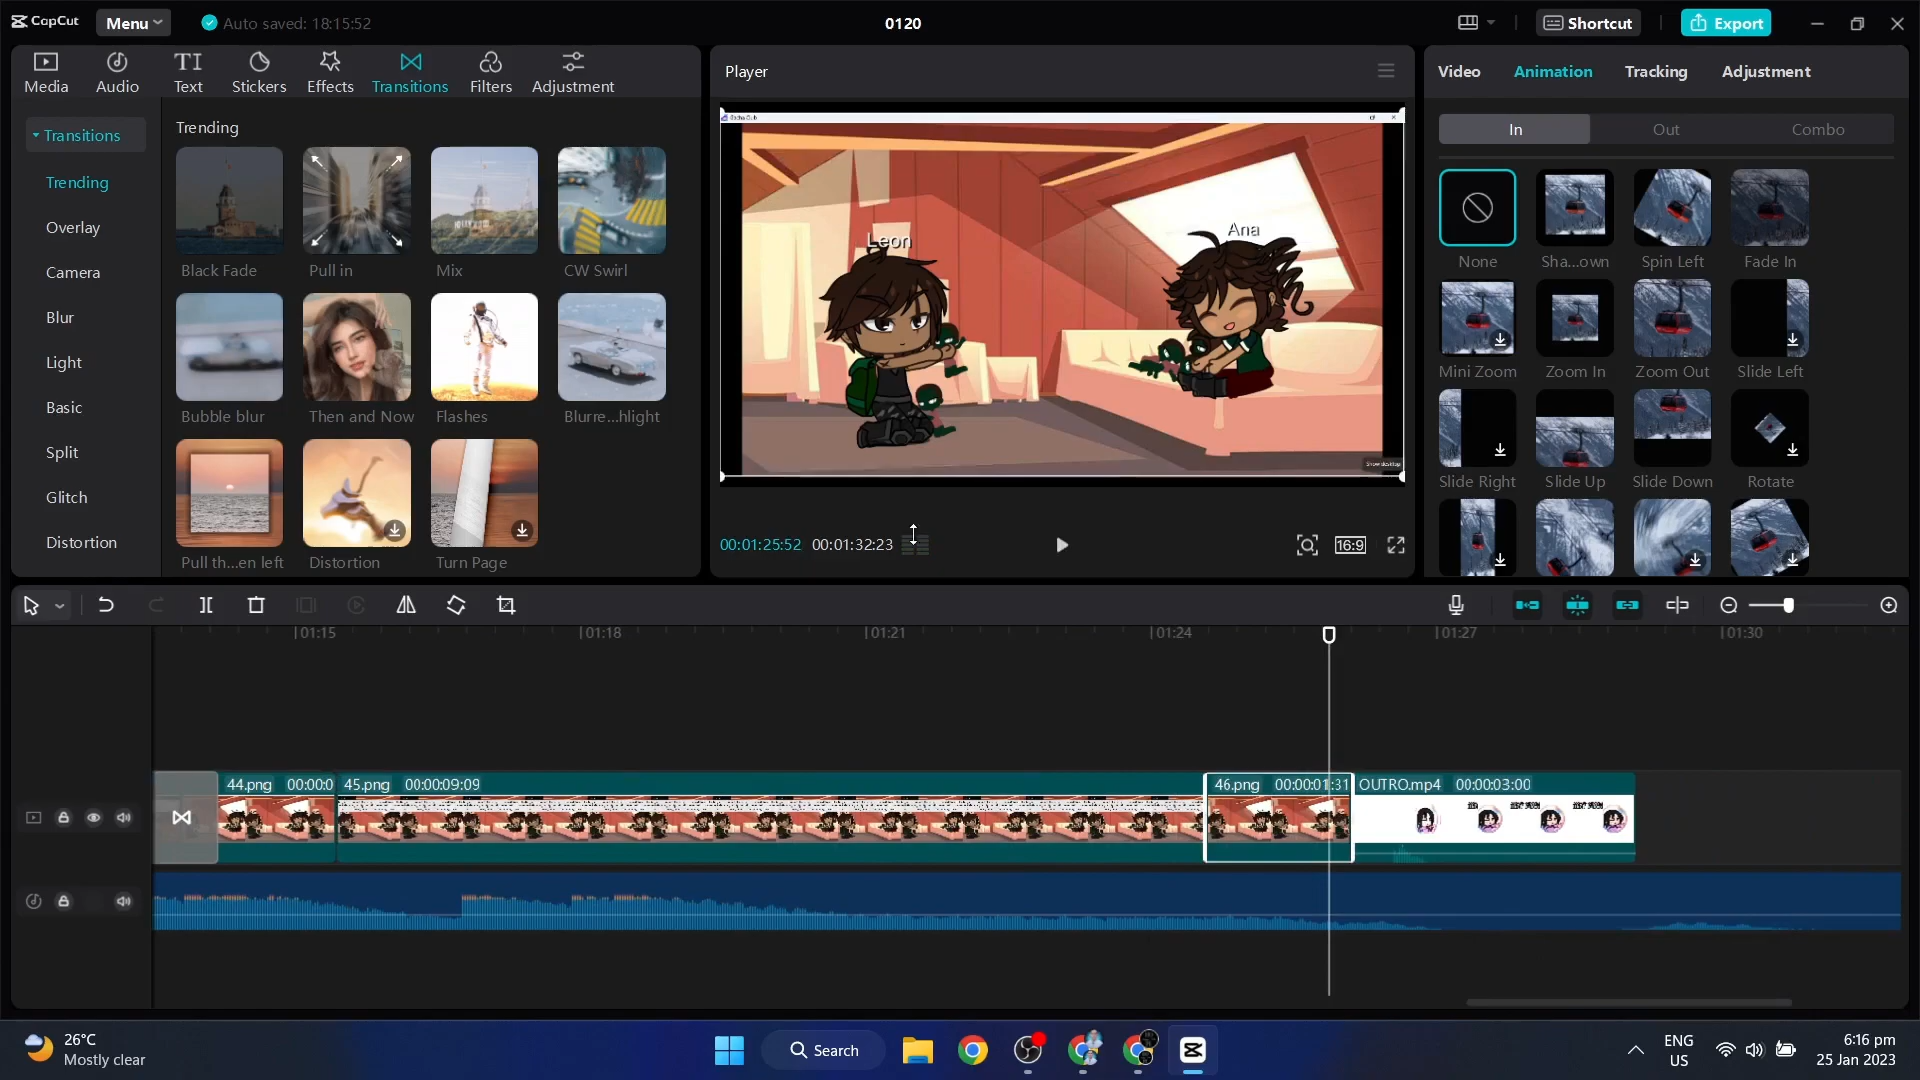 CapCut
Menu
Auto saved: 18:15:52
0120
Shortcut
Export
Media
Audio
TI
Text
Stickers
Effects
Transitions
Filters
Adjustment
Player
Video
Animation
Tracking
Adjustment
Transitions
Trending
Overlay
Camera
Blur
Light
Basic
Split
Glitch
Distortion
Trending
Black Fade
Pull in
Mix
CW Swirl
Bubble blur
Then and Now
Flashes
Blurre...hlight
Pull th...en left
Distortion
Turn Page
Gacha Club
Leon
Ana
Show desktop
00:01:25:52
00:01:32:23
16:9
In
Out
Combo
None
Sha...own
Spin Left
Fade In
Mini Zoom
Zoom In
Zoom Out
Slide Left
Slide Right
Slide Up
Slide Down
Rotate
01:15
01:18
01:21
01:24
01:27
01:30
44.png 00:00:0
45.png 00:00:09:09
46.png 00:00:01:31
OUTRO.mp4 00:00:03:00
26°C
Mostly clear
Search
ENG
US
6:16 pm
25 Jan 2023